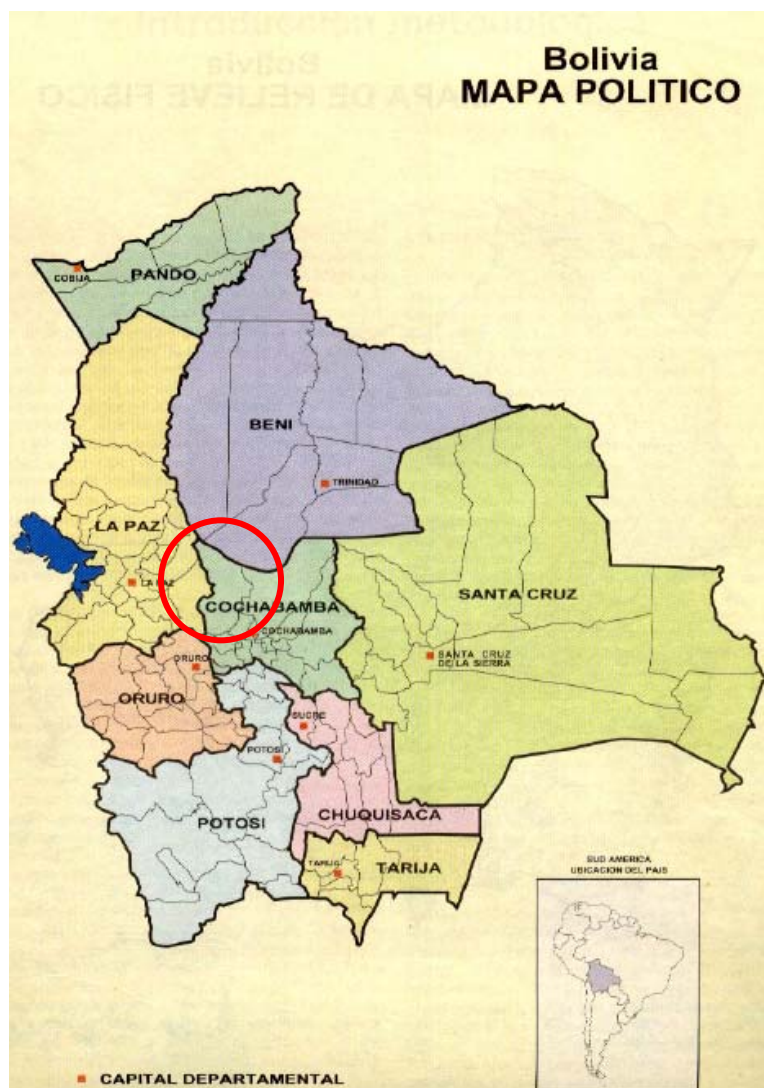 Bolivia
MAPA POLITICO
COBIJA
PANDO
BENI
TRINIDAD
LA PAZ
LA PAZ
COCHABAMBA
COCHABAMBA
SANTA CRUZ
SANTA CRUZ
DE LA SIERRA
ORURO
ORURO
SUCRE
POTOSI
POTOSI
CHUQUISACA
TARIJA
TARIJA
SUD AMERICA
UBICACION DEL PAIS
CAPITAL DEPARTAMENTAL